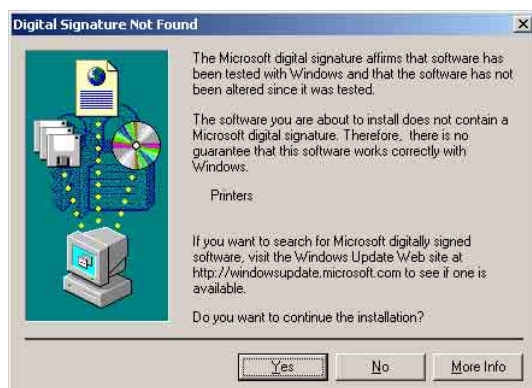 Digital Signature Not Found
The Microsoft digital signature affirms that software has
been tested with Windows and that the software has not
been altered since it was tested.
The software you are about to install does not contain a
Microsoft digital signature. Therefore, there is no
guarantee that this software works correctly with
Windows.
Printers
If you want to search for Microsoft digitally signed
software, visit the Windows Update Web site at
http://windowsupdate.microsoft.com to see if one is
available.
Do you want to continue the installation?
Yes
No
More Info